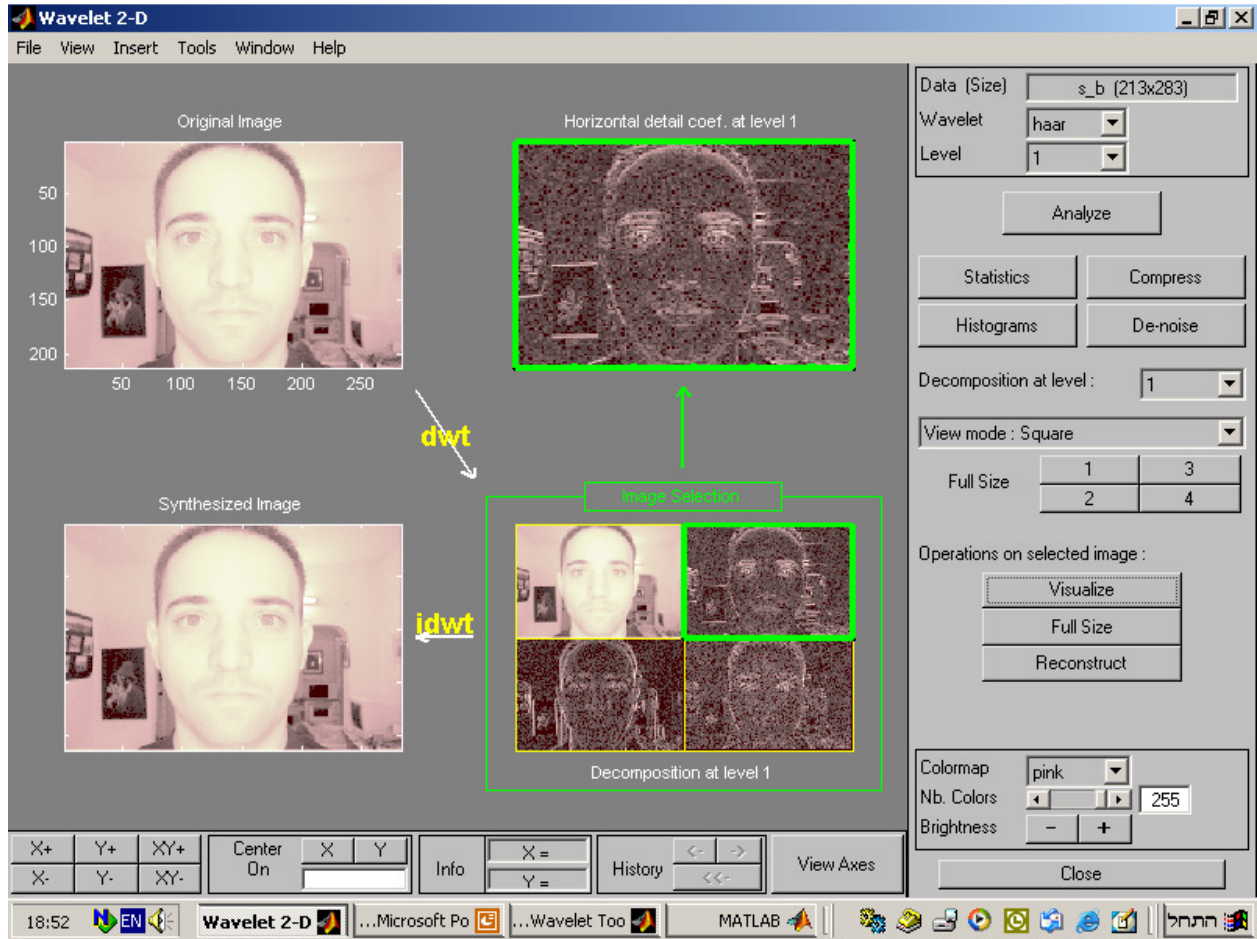 Wavelet 2-D
File View Insert Tools Window Help
Original Image
50
100
150
200
50 100 150 200 250
Horizontal detail coef. at level 1
dwt
Synthesized Image
idwt
Image Selection
Decomposition at level 1
Data (Size) s_b (213x283)
Wavelet haar
Level 1
Analyze
Statistics Compress
Histograms De-noise
Decomposition at level : 1
View mode : Square
Full Size 1 3
2 4
Operations on selected image :
Visualize
Full Size
Reconstruct
Colormap pink
Nb. Colors 255
Brightness - +
Close
X+ Y+ XY+
X- Y- XY-
Center On X Y
Info X =
Y =
History <- ->
<<-
View Axes
18:52 EN Wavelet 2-D ...Microsoft Po ...Wavelet Too MATLAB התחל